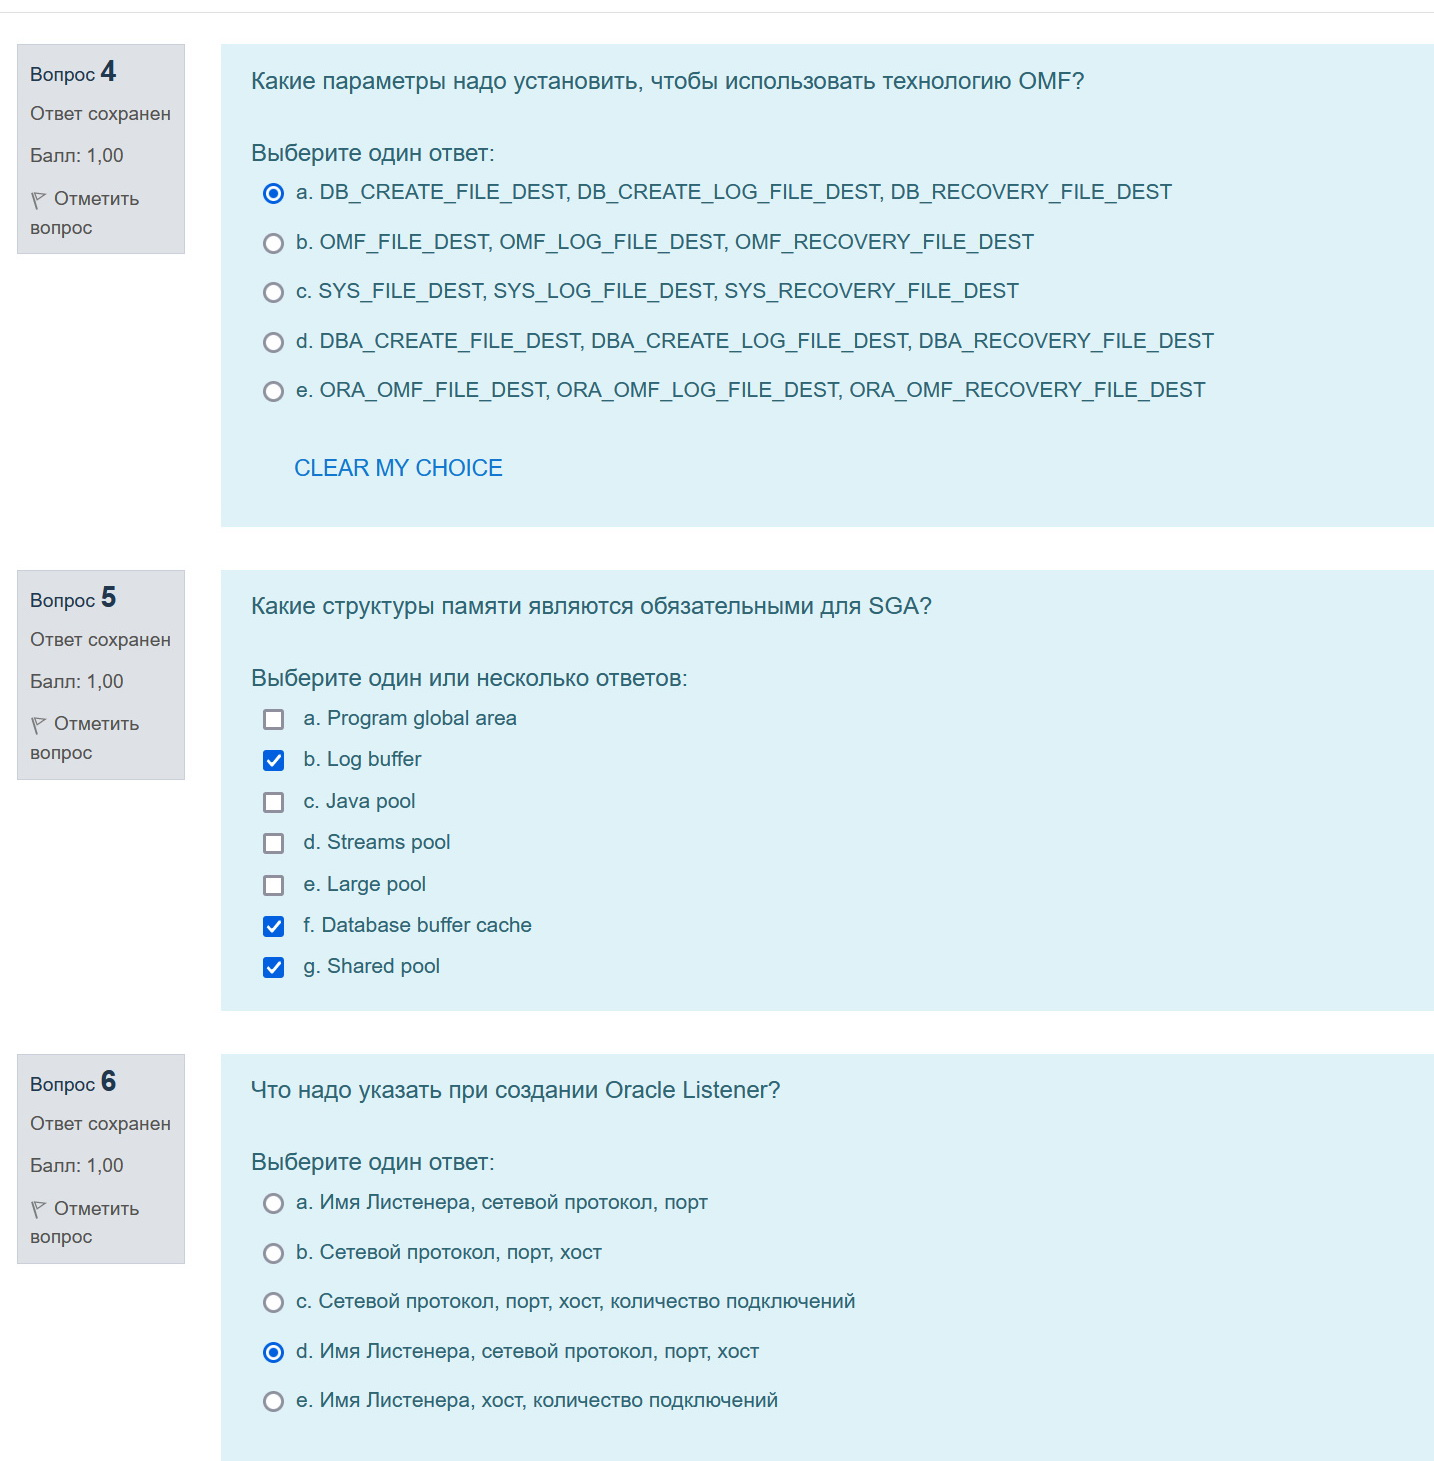 Вопрос 4
Ответ сохранен
Балл: 1,00
Отметить
вопрос
Какие параметры надо установить, чтобы использовать технологию OMF?
Выберите один ответ:
a. DB_CREATE_FILE_DEST, DB_CREATE_LOG_FILE_DEST, DB_RECOVERY_FILE_DEST
b. OMF_FILE_DEST, OMF_LOG_FILE_DEST, OMF_RECOVERY_FILE_DEST
c. SYS_FILE_DEST, SYS_LOG_FILE_DEST, SYS_RECOVERY_FILE_DEST
d. DBA_CREATE_FILE_DEST, DBA_CREATE_LOG_FILE_DEST, DBA_RECOVERY_FILE_DEST
e. ORA_OMF_FILE_DEST, ORA_OMF_LOG_FILE_DEST, ORA_OMF_RECOVERY_FILE_DEST
CLEAR MY CHOICE
Вопрос 5
Ответ сохранен
Балл: 1,00
Отметить
вопрос
Какие структуры памяти являются обязательными для SGA?
Выберите один или несколько ответов:
a. Program global area
b. Log buffer
c. Java pool
d. Streams pool
e. Large pool
f. Database buffer cache
g. Shared pool
Вопрос 6
Ответ сохранен
Балл: 1,00
Отметить
вопрос
Что надо указать при создании Oracle Listener?
Выберите один ответ:
a. Имя Листенера, сетевой протокол, порт
b. Сетевой протокол, порт, хост
c. Сетевой протокол, порт, хост, количество подключений
d. Имя Листенера, сетевой протокол, порт, хост
e. Имя Листенера, хост, количество подключений